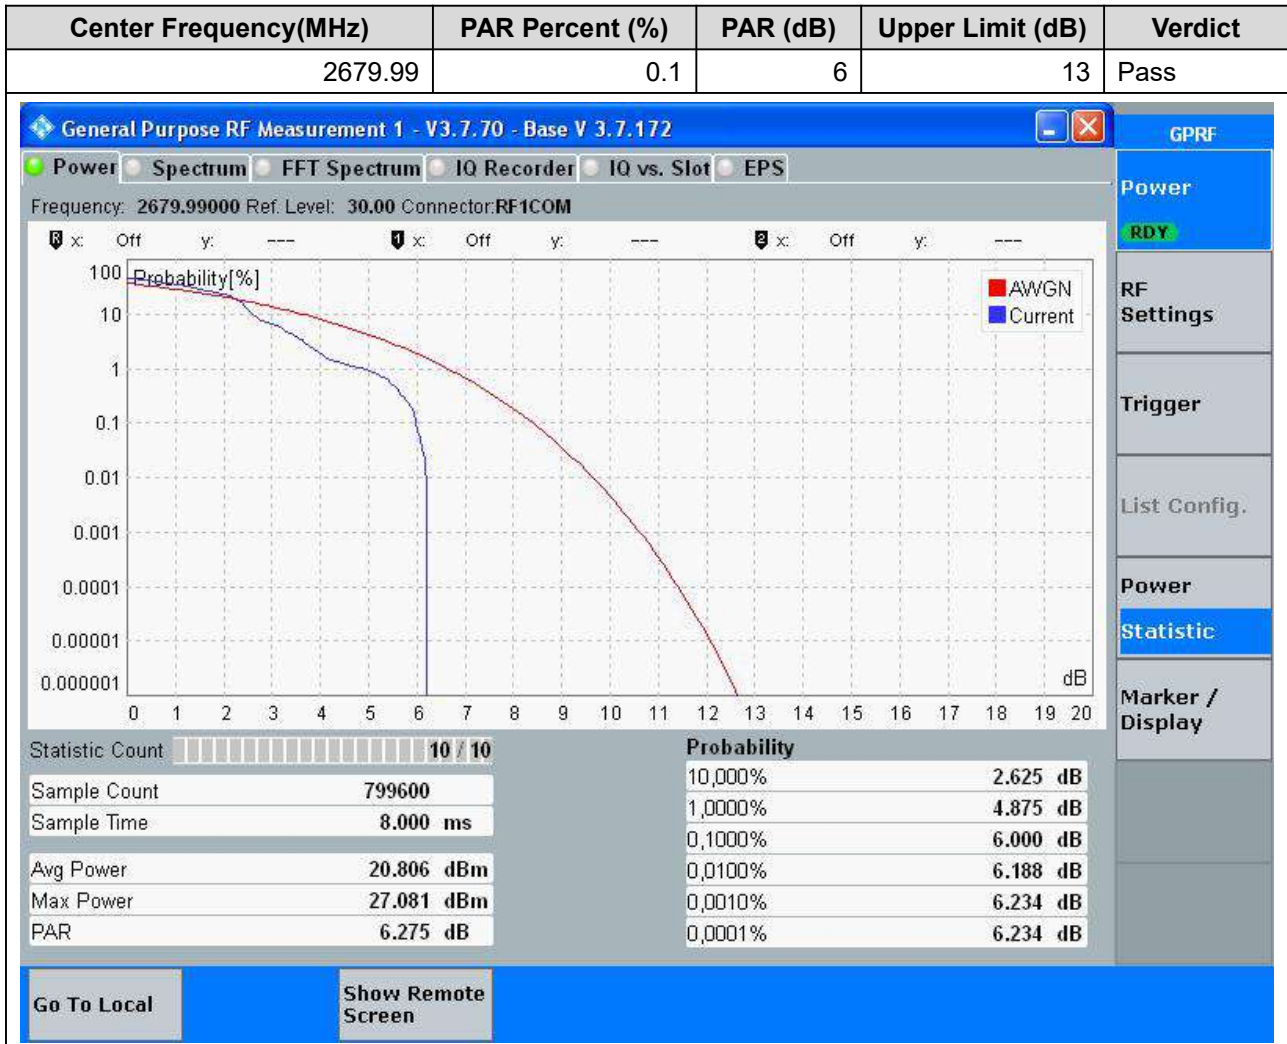 Center Frequency(MHz) PAR Percent (%) PAR (dB) Upper Limit (dB) Verdict
2679.99 0.1 6 13 Pass
General Purpose RF Measurement 1 - V3.7.70 - Base V 3.7.172
GPRF
Power Spectrum FFT Spectrum IQ Recorder IQ vs. Slot EPS
Frequency: 2679.99000 Ref. Level: 30.00 Connector:RF1COM
R x: Off y: --- 1 x: Off y: --- 2 x: Off y: ---
Probability[%]
AWGN
Current
100
10
1
0.1
0.01
0.001
0.0001
0.00001
0.000001
dB
0 1 2 3 4 5 6 7 8 9 10 11 12 13 14 15 16 17 18 19 20
Statistic Count 10 / 10
Sample Count 799600
Sample Time 8.000 ms
Avg Power 20.806 dBm
Max Power 27.081 dBm
PAR 6.275 dB
Probability
10,000% 2.625 dB
1,0000% 4.875 dB
0,1000% 6.000 dB
0,0100% 6.188 dB
0,0010% 6.234 dB
0,0001% 6.234 dB
Power
RDY
RF
Settings
Trigger
List Config.
Power
Statistic
Marker /
Display
Go To Local
Show Remote
Screen